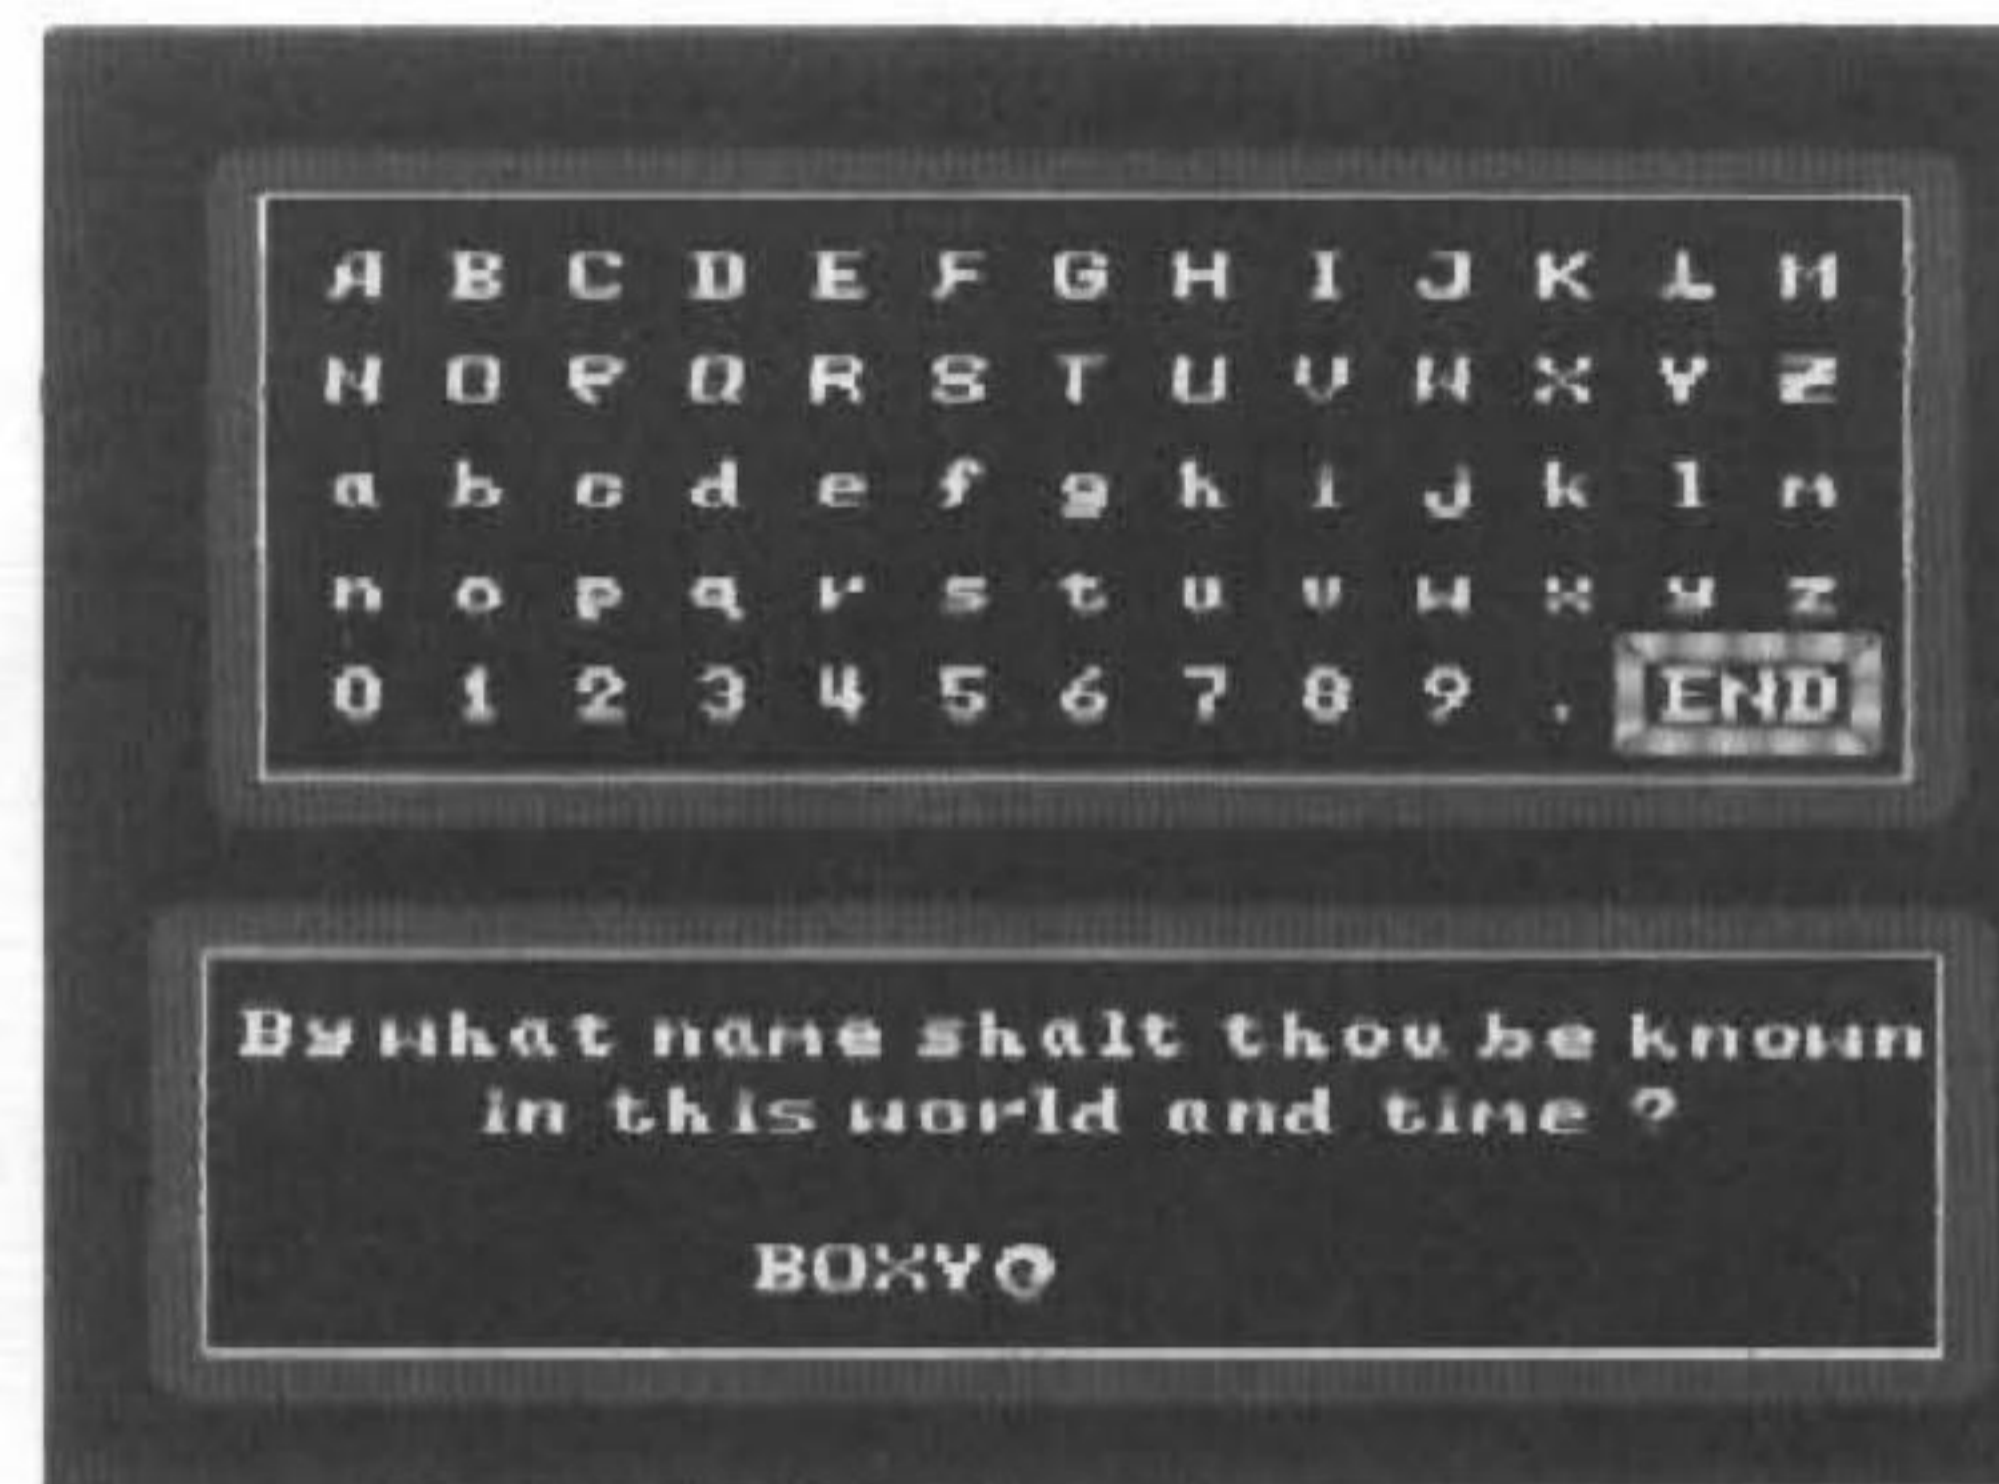 A B C D E F G H I J K L M
N O P Q R S T U V W X Y Z
a b c d e f g h i j k l m
n o p q r s t u v w x y z
0 1 2 3 4 5 6 7 8 9 . END
By what name shalt thou be known
in this world and time ?
BOXY